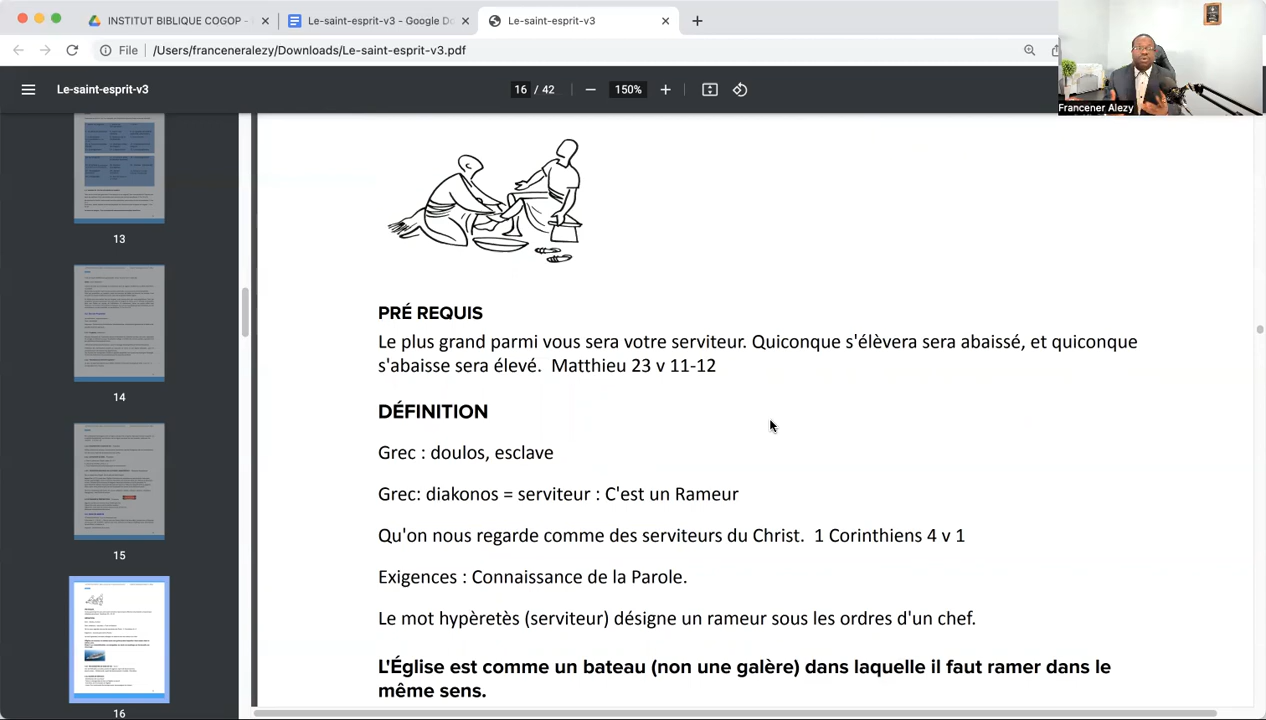 INSTITUT BIBLIQUE COGOP -
Le-saint-esprit-v3 - Google Do
Le-saint-esprit-v3
File
/Users/franceneralezy/Downloads/Le-saint-esprit-v3.pdf
Le-saint-esprit-v3
16 / 42
150%
Francener Alezy
13
14
15
16
PRÉ REQUIS
Le plus grand parmi vous sera votre serviteur. Quiconque s'élèvera sera abaissé, et quiconque
s'abaisse sera élevé. Matthieu 23 v 11-12
DÉFINITION
Grec : doulos, esclave
Grec: diakonos = serviteur : C'est un Rameur
Qu'on nous regarde comme des serviteurs du Christ. 1 Corinthiens 4 v 1
Exigences : Connaissance de la Parole.
Le mot hypèretès (serviteur) désigne un rameur sous les ordres d'un chef.
L'Église est comme un bateau (non une galère) dans laquelle il faut ramer dans le
même sens.